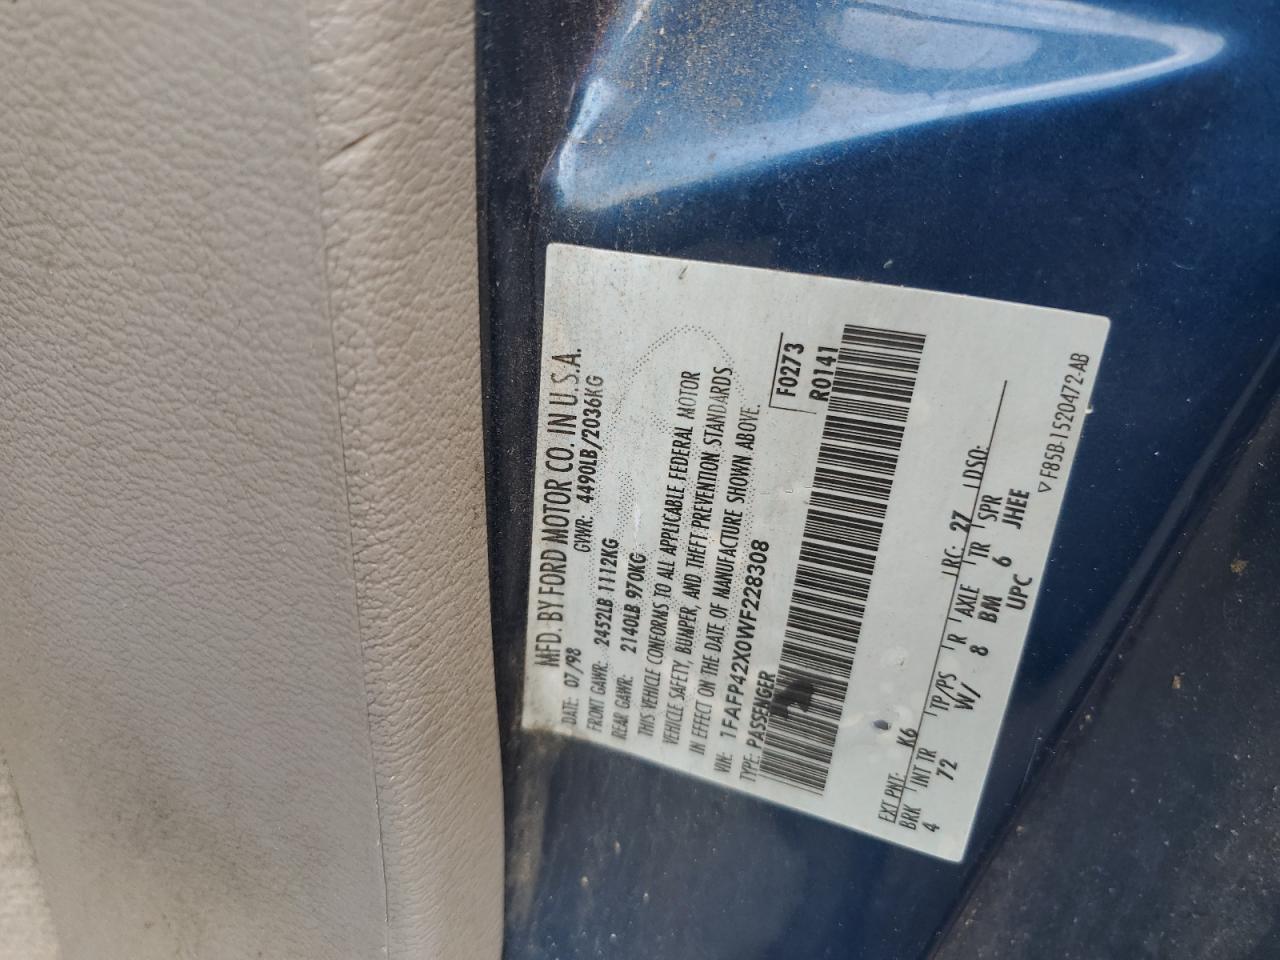 MFD. BY FORD MOTOR CO. IN U.S.A.
DATE: 07/98 GVWR: 4490LB/2036KG
FRONT GAWR: 2452LB 1112KG
REAR GAWR: 2140LB 970KG
THIS VEHICLE CONFORMS TO ALL APPLICABLE FEDERAL MOTOR
VEHICLE SAFETY, BUMPER, AND THEFT PREVENTION STANDARDS
IN EFFECT ON THE DATE OF MANUFACTURE SHOWN ABOVE.
VIN: 1FAFP42X0WF228308
TYPE: PASSENGER
F0273
R0141
EXT PNT: K6 RC: 27 DSO:
BRK INT TR TP/PS R AXLE TR SPR
4 72 W/ 8 BM 6 JHEE
UPC
▽F85B-1520472-AB